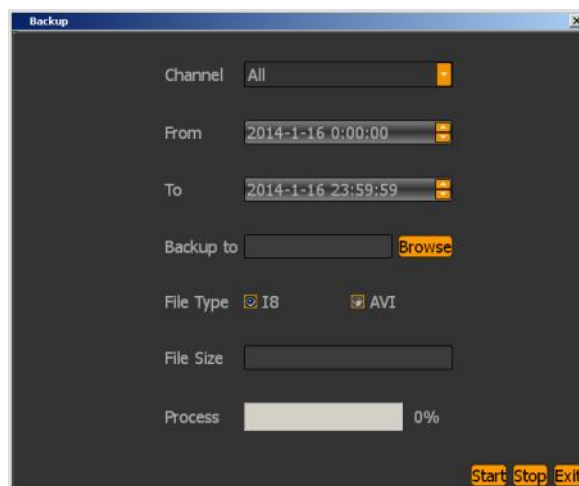 Backup
Channel All
From 2014-1-16 0:00:00
To 2014-1-16 23:59:59
Backup to Browse
File Type I8 AVI
File Size
Process 0%
Start Stop Exit